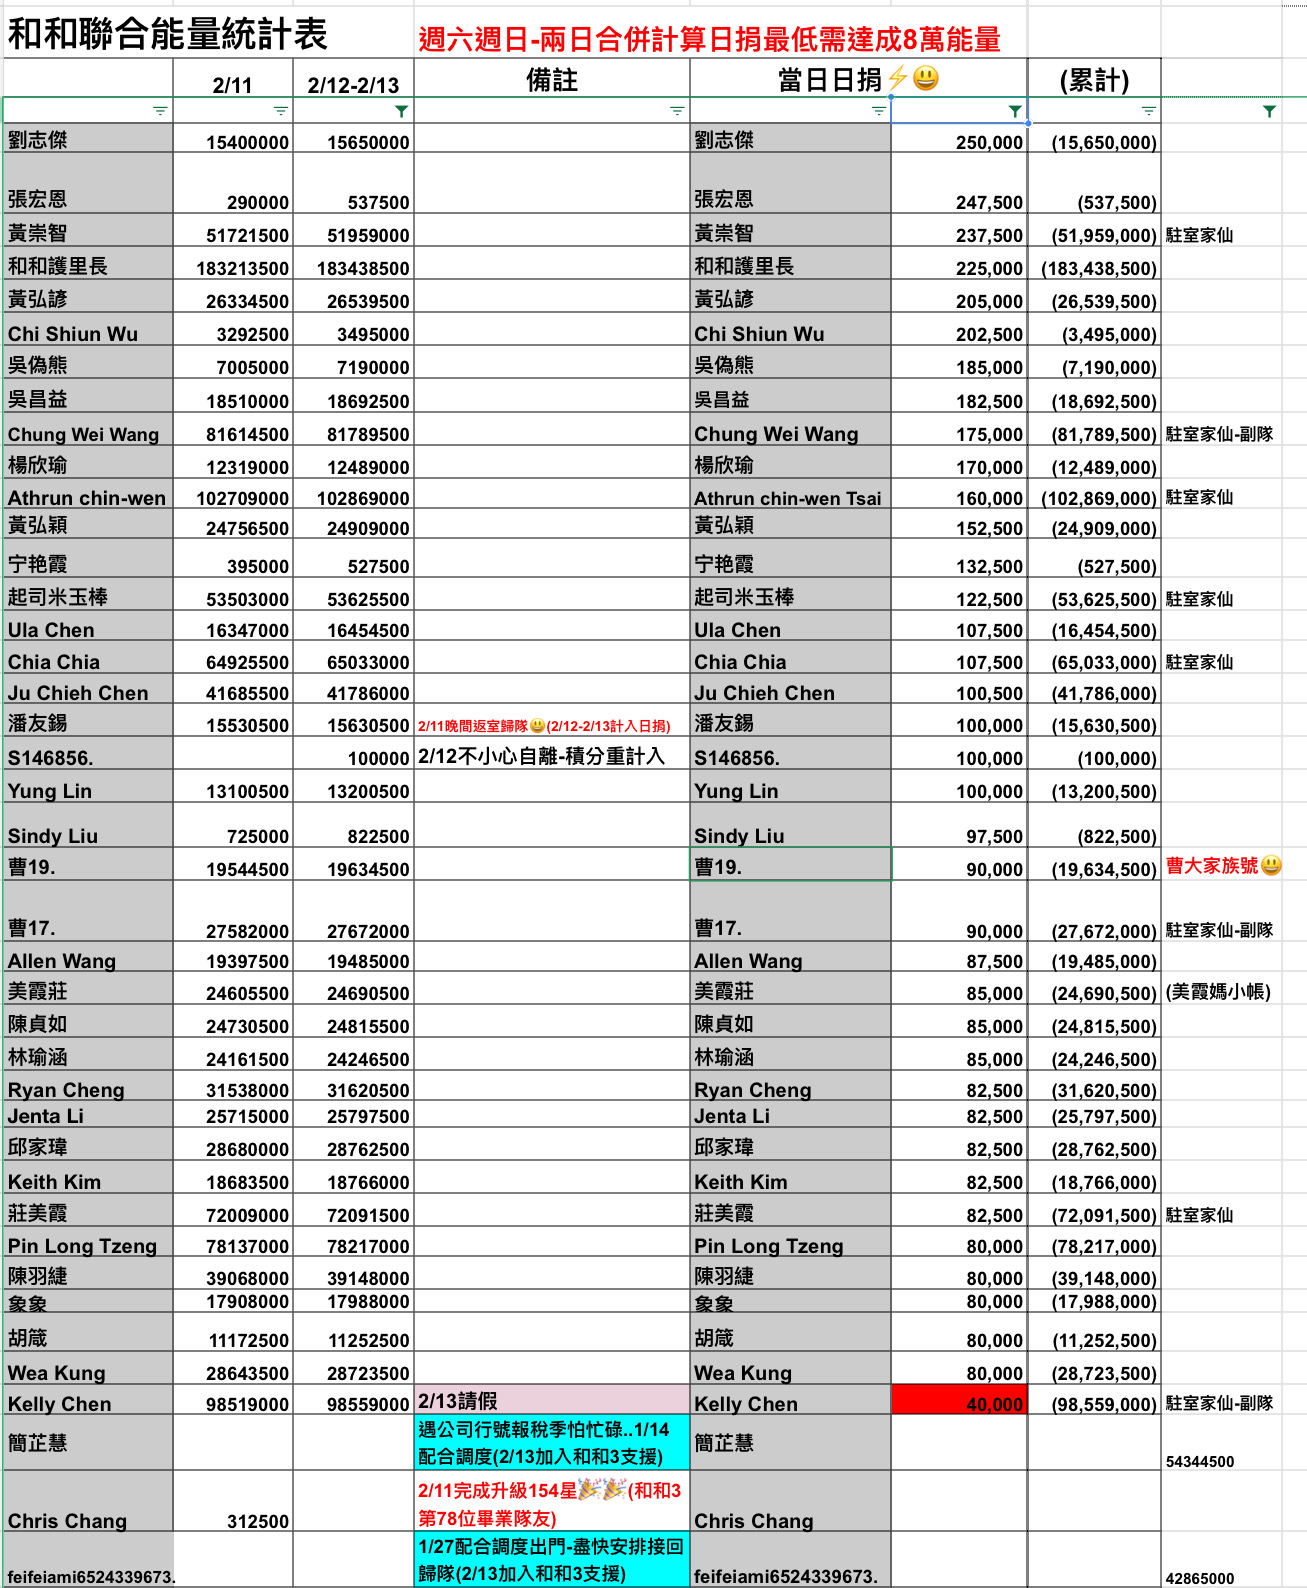 和和聯合能量統計表 週六週日-兩日合併計算日捐最低需達成8萬能量
2/11 2/12-2/13 備註 當日日捐⚡😃 (累計)
劉志傑 15400000 15650000 劉志傑 250,000 (15,650,000)
張宏恩 290000 537500 張宏恩 247,500 (537,500)
黃崇智 51721500 51959000 黃崇智 237,500 (51,959,000) 駐室家仙
和和護里長 183213500 183438500 和和護里長 225,000 (183,438,500)
黃弘諺 26334500 26539500 黃弘諺 205,000 (26,539,500)
Chi Shiun Wu 3292500 3495000 Chi Shiun Wu 202,500 (3,495,000)
吳偽熊 7005000 7190000 吳偽熊 185,000 (7,190,000)
吳昌益 18510000 18692500 吳昌益 182,500 (18,692,500)
Chung Wei Wang 81614500 81789500 Chung Wei Wang 175,000 (81,789,500) 駐室家仙-副隊
楊欣瑜 12319000 12489000 楊欣瑜 170,000 (12,489,000)
Athrun chin-wen 102709000 102869000 Athrun chin-wen Tsai 160,000 (102,869,000) 駐室家仙
黃弘穎 24756500 24909000 黃弘穎 152,500 (24,909,000)
宁艳霞 395000 527500 宁艳霞 132,500 (527,500)
起司米玉棒 53503000 53625500 起司米玉棒 122,500 (53,625,500) 駐室家仙
Ula Chen 16347000 16454500 Ula Chen 107,500 (16,454,500)
Chia Chia 64925500 65033000 Chia Chia 107,500 (65,033,000) 駐室家仙
Ju Chieh Chen 41685500 41786000 Ju Chieh Chen 100,500 (41,786,000)
潘友錫 15530500 15630500 2/11晚間返室歸隊😃(2/12-2/13計入日捐) 潘友錫 100,000 (15,630,500)
S146856. 100000 2/12不小心自離-積分重計入 S146856. 100,000 (100,000)
Yung Lin 13100500 13200500 Yung Lin 100,000 (13,200,500)
Sindy Liu 725000 822500 Sindy Liu 97,500 (822,500)
曹19. 19544500 19634500 曹19. 90,000 (19,634,500) 曹大家族號😃
曹17. 27582000 27672000 曹17. 90,000 (27,672,000) 駐室家仙-副隊
Allen Wang 19397500 19485000 Allen Wang 87,500 (19,485,000)
美霞莊 24605500 24690500 美霞莊 85,000 (24,690,500) (美霞媽小帳)
陳貞如 24730500 24815500 陳貞如 85,000 (24,815,500)
林瑜涵 24161500 24246500 林瑜涵 85,000 (24,246,500)
Ryan Cheng 31538000 31620500 Ryan Cheng 82,500 (31,620,500)
Jenta Li 25715000 25797500 Jenta Li 82,500 (25,797,500)
邱家瑋 28680000 28762500 邱家瑋 82,500 (28,762,500)
Keith Kim 18683500 18766000 Keith Kim 82,500 (18,766,000)
莊美霞 72009000 72091500 莊美霞 82,500 (72,091,500) 駐室家仙
Pin Long Tzeng 78137000 78217000 Pin Long Tzeng 80,000 (78,217,000)
陳羽緁 39068000 39148000 陳羽緁 80,000 (39,148,000)
象象 17908000 17988000 象象 80,000 (17,988,000)
胡箴 11172500 11252500 胡箴 80,000 (11,252,500)
Wea Kung 28643500 28723500 Wea Kung 80,000 (28,723,500)
Kelly Chen 98519000 98559000 2/13請假 Kelly Chen 40,000 (98,559,000) 駐室家仙-副隊
簡芷慧 遇公司行號報稅季怕忙碌..1/14 簡芷慧
配合調度(2/13加入和和3支援) 54344500
2/11完成升級154星🎉🎉(和和3
Chris Chang 312500 第78位畢業隊友) Chris Chang
1/27配合調度出門-盡快安排接回
feifeiami6524339673. 歸隊(2/13加入和和3支援) feifeiami6524339673. 42865000